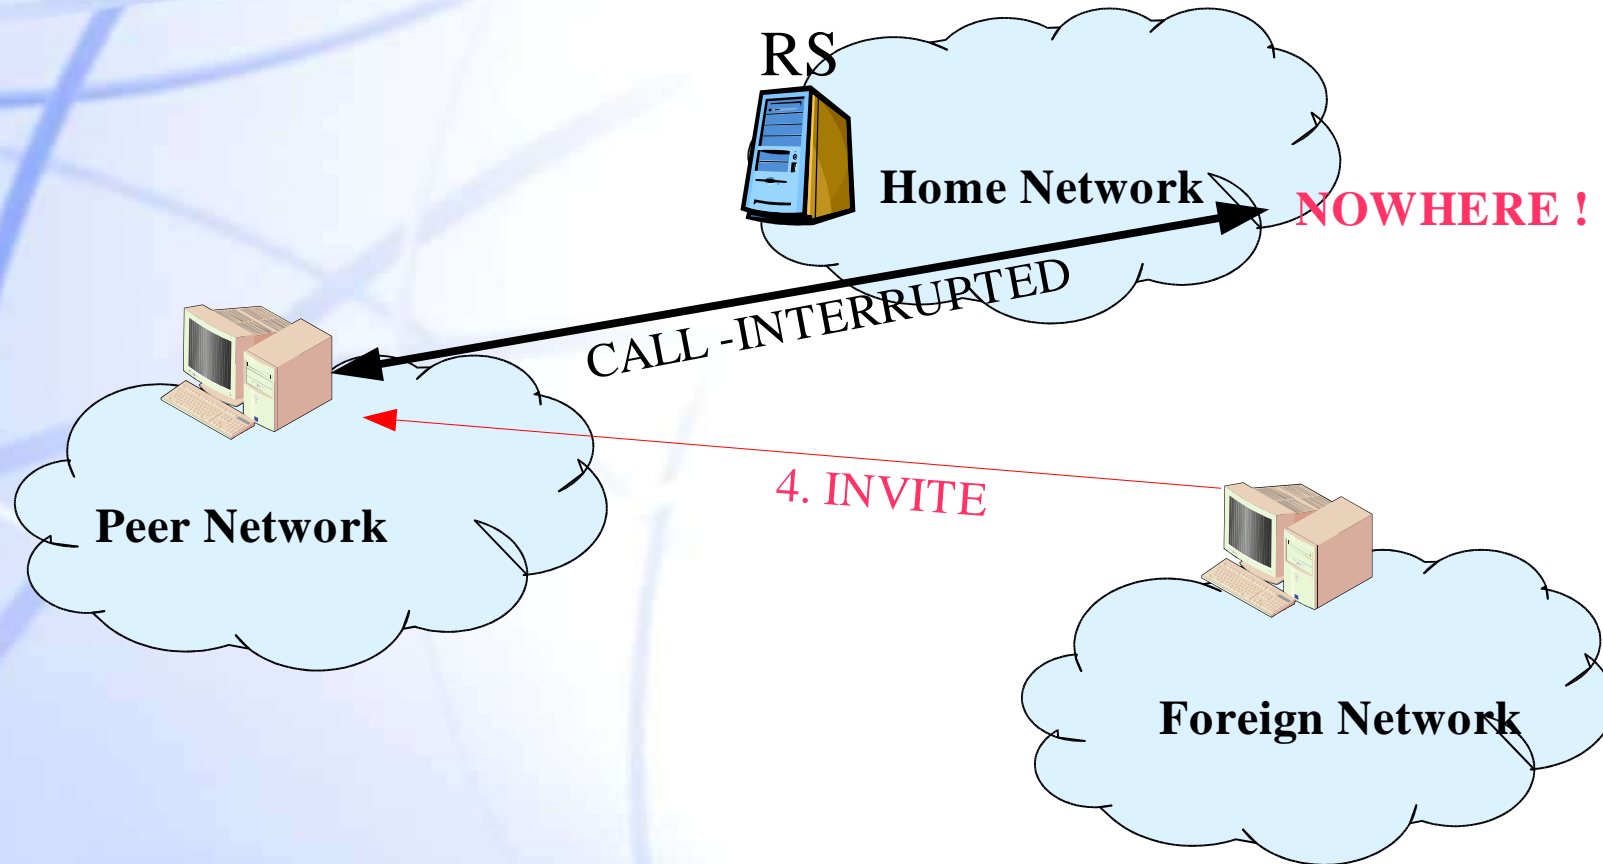 RS
Home Network
NOWHERE !
CALL -INTERRUPTED
4. INVITE
Peer Network
Foreign Network